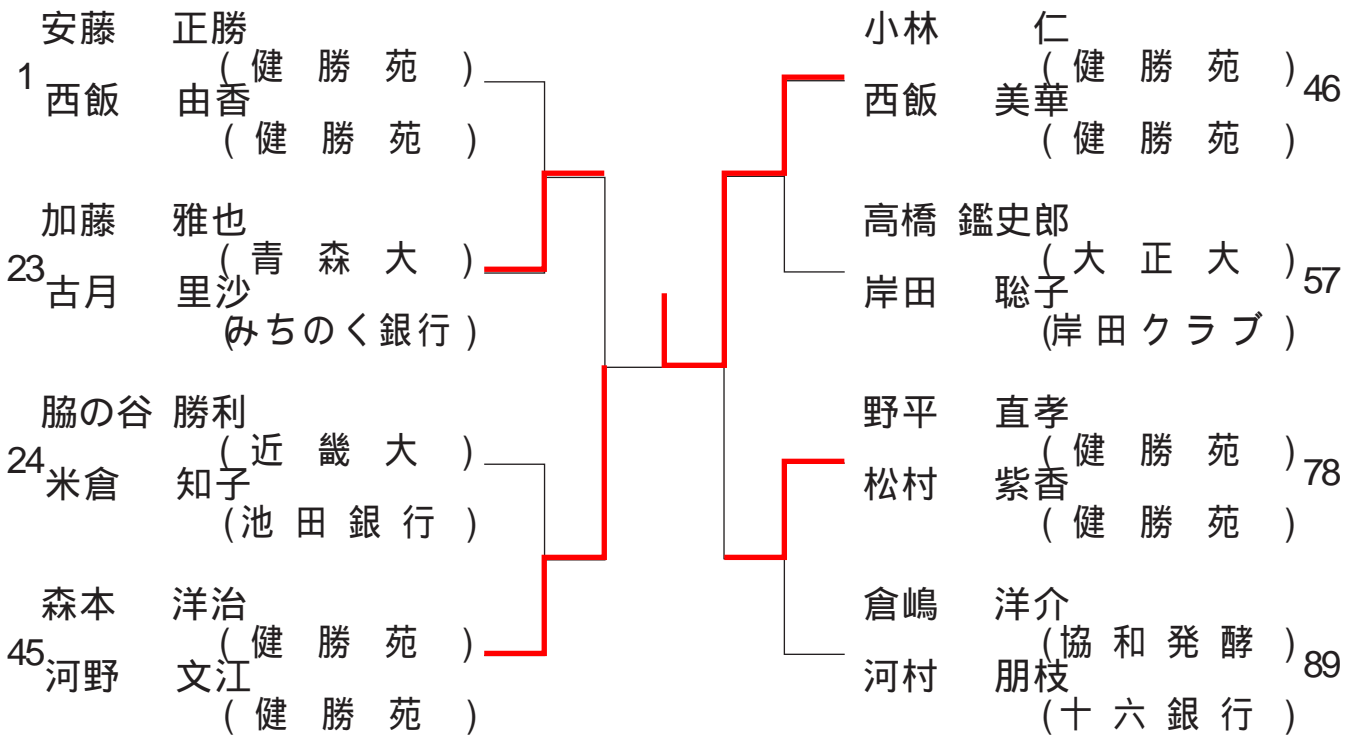 安藤 正勝
(健勝苑)
1
西飯 由香
(健勝苑)
加藤 雅也
(青森大)
23
古月 里沙
(みちのく銀行)
脇の谷 勝利
(近畿大)
24
米倉 知子
(池田銀行)
森本 洋治
(健勝苑)
45
河野 文江
(健勝苑)
小林 仁
(健勝苑)
46
西飯 美華
(健勝苑)
高橋 鑑史郎
(大正大)
57
岸田 聡子
(岸田クラブ)
野平 直孝
(健勝苑)
78
松村 紫香
(健勝苑)
倉嶋 洋介
(協和発酵)
89
河村 朋枝
(十六銀行)